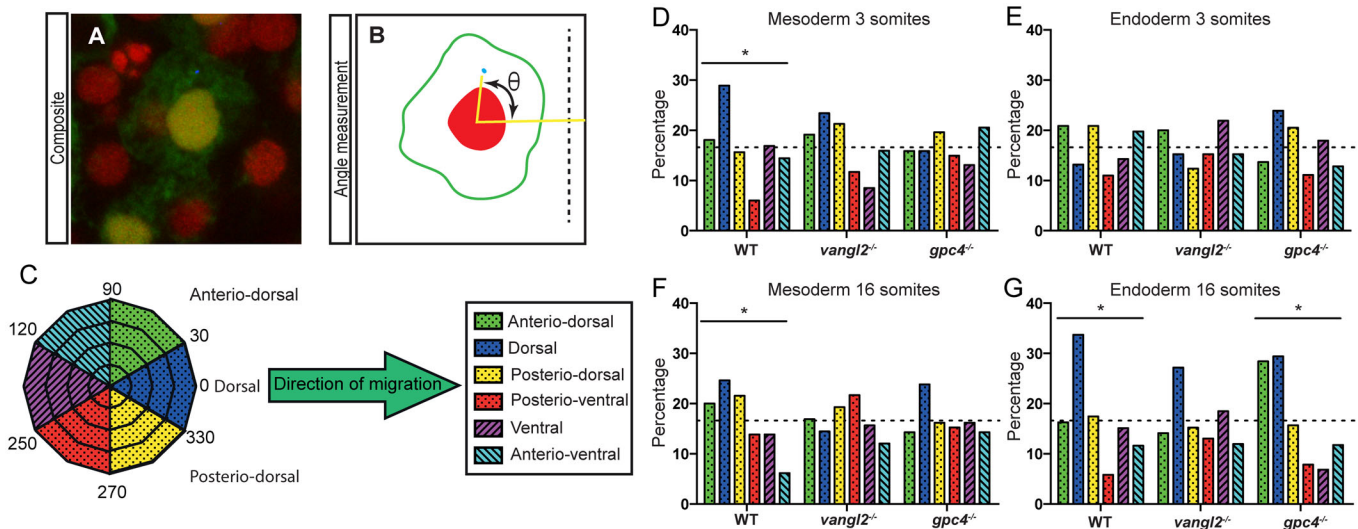 Composite
A
Angle measurement
B
θ
C
90
Anterio-dorsal
120
30
0
Dorsal
250
330
270
Posterio-dorsal
Direction of migration
Anterio-dorsal
Dorsal
Posterio-dorsal
Posterio-ventral
Ventral
Anterio-ventral
D
Mesoderm 3 somites
Percentage
40
30
20
10
0
*
WT
vangl2-/-
gpc4-/-
E
Endoderm 3 somites
Percentage
40
30
20
10
0
WT
vangl2-/-
gpc4-/-
F
Mesoderm 16 somites
Percentage
40
30
20
10
0
*
WT
vangl2-/-
gpc4-/-
G
Endoderm 16 somites
Percentage
40
30
20
10
0
*
*
WT
vangl2-/-
gpc4-/-